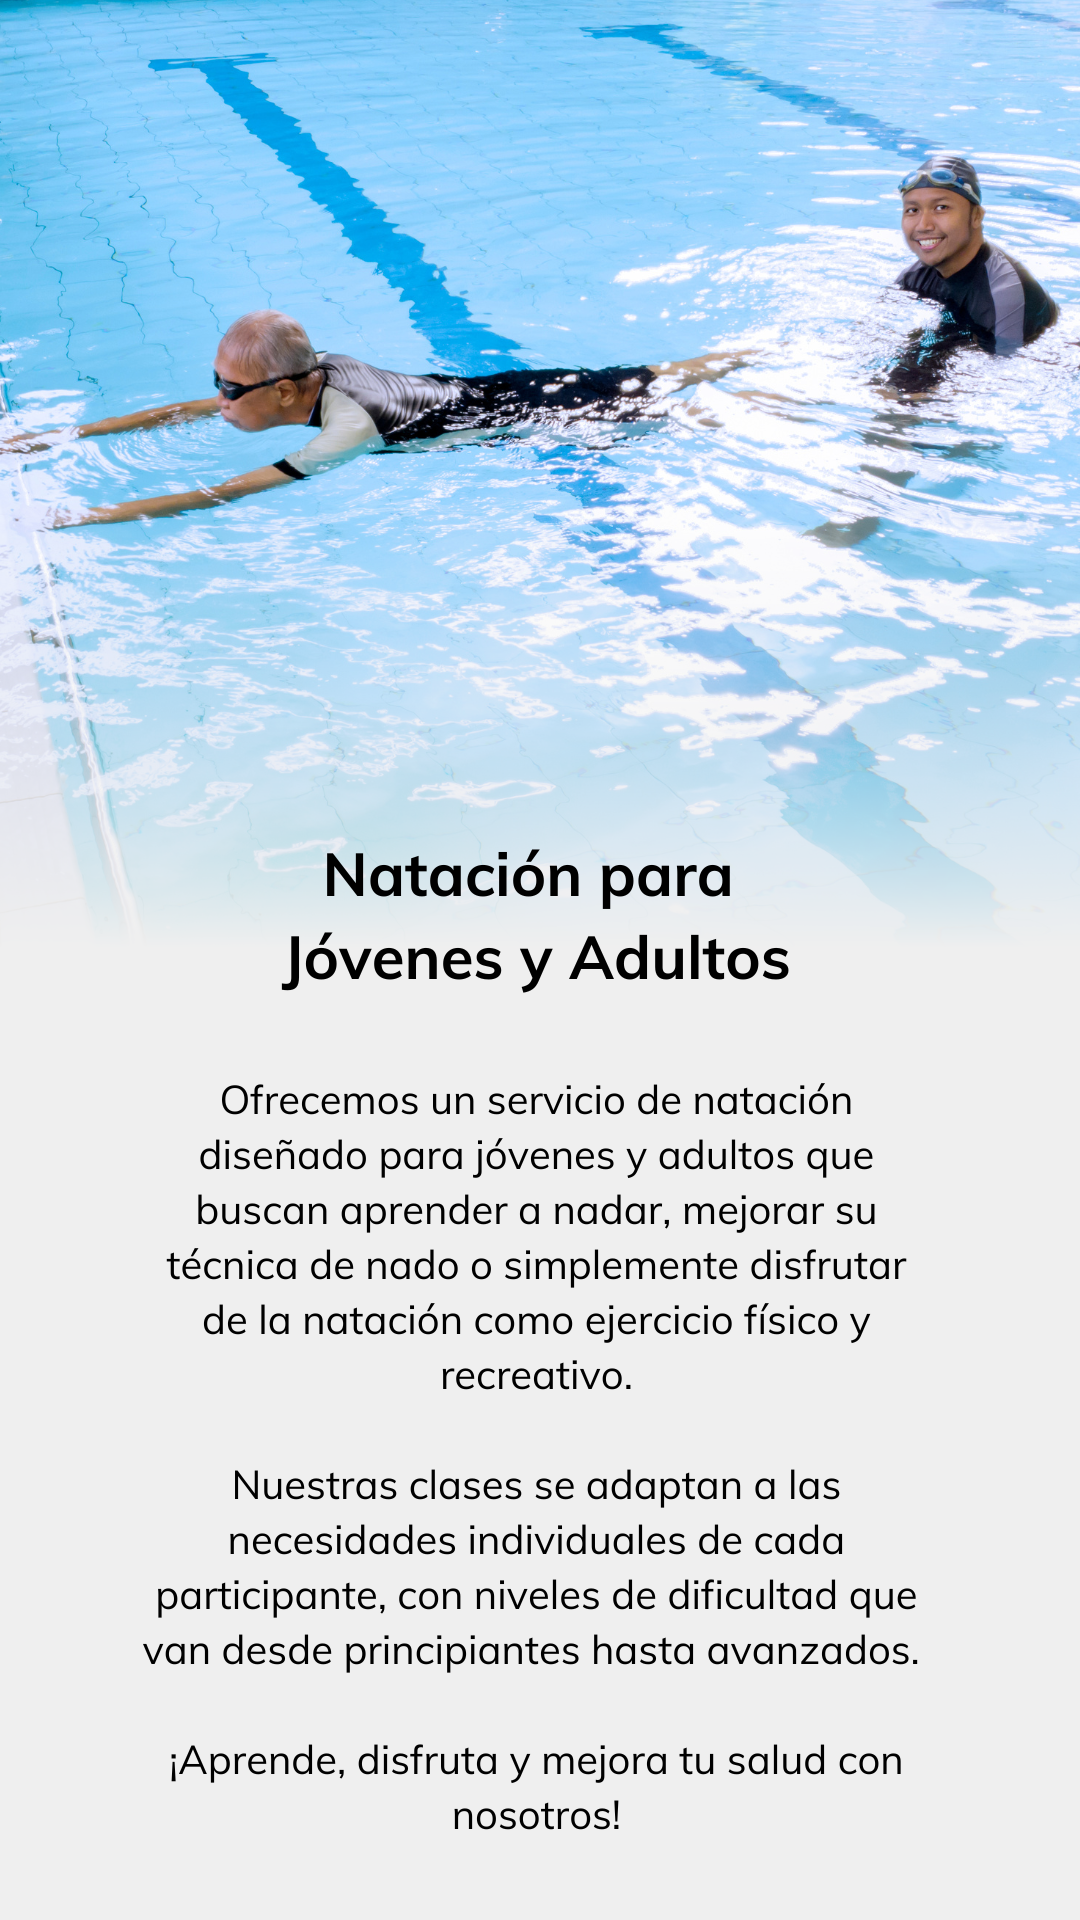 Natación para
Jóvenes y Adultos
Ofrecemos un servicio de natación
diseñado para jóvenes y adultos que
buscan aprender a nadar, mejorar su
técnica de nado o simplemente disfrutar
de la natación como ejercicio físico y
recreativo.
Nuestras clases se adaptan a las
necesidades individuales de cada
participante, con niveles de dificultad que
van desde principiantes hasta avanzados.
¡Aprende, disfruta y mejora tu salud con
nosotros!